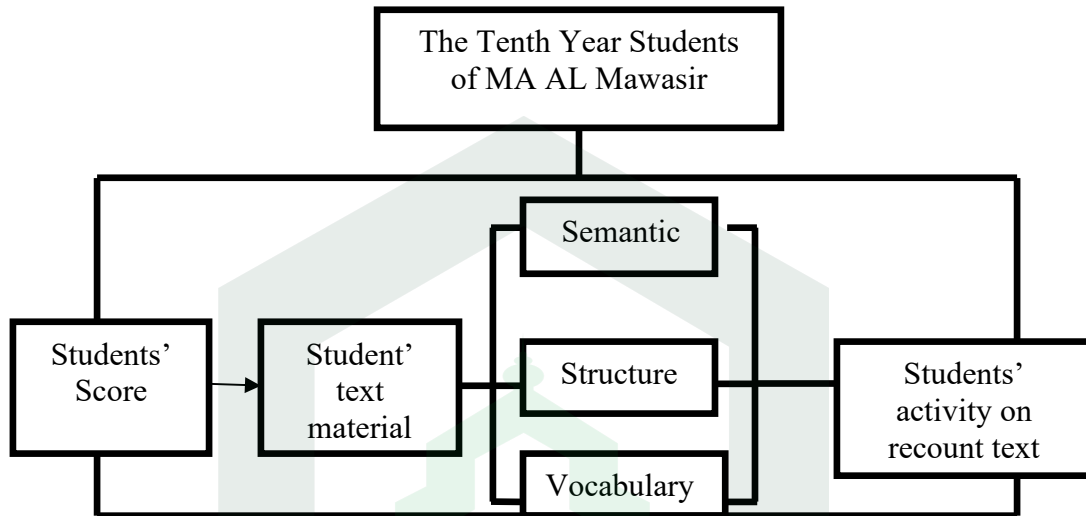 The Tenth Year Students
of MA AL Mawasir
Semantic
Students’
Score
Student’
text
material
Structure
Students’
activity on
recount text
Vocabulary